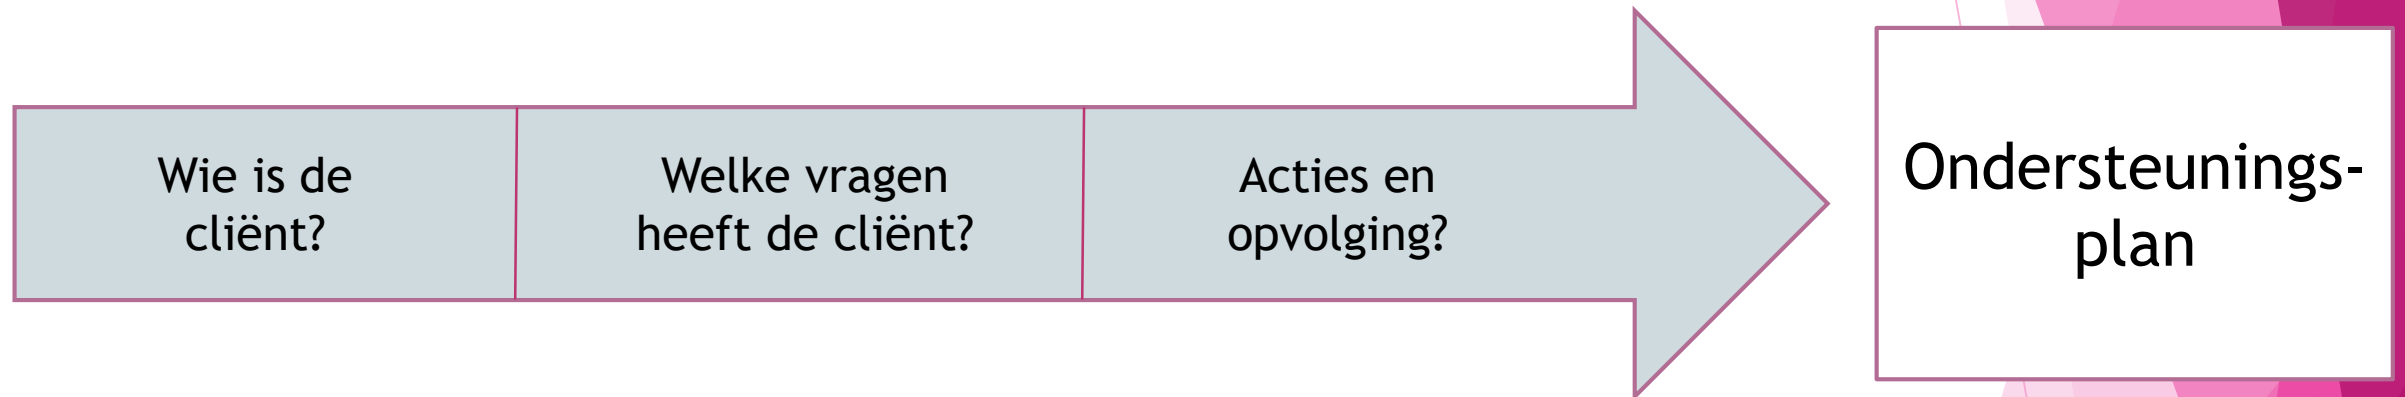 Wie is de
cliënt?
Welke vragen
heeft de cliënt?
Acties en
opvolging?
Ondersteunings-
plan